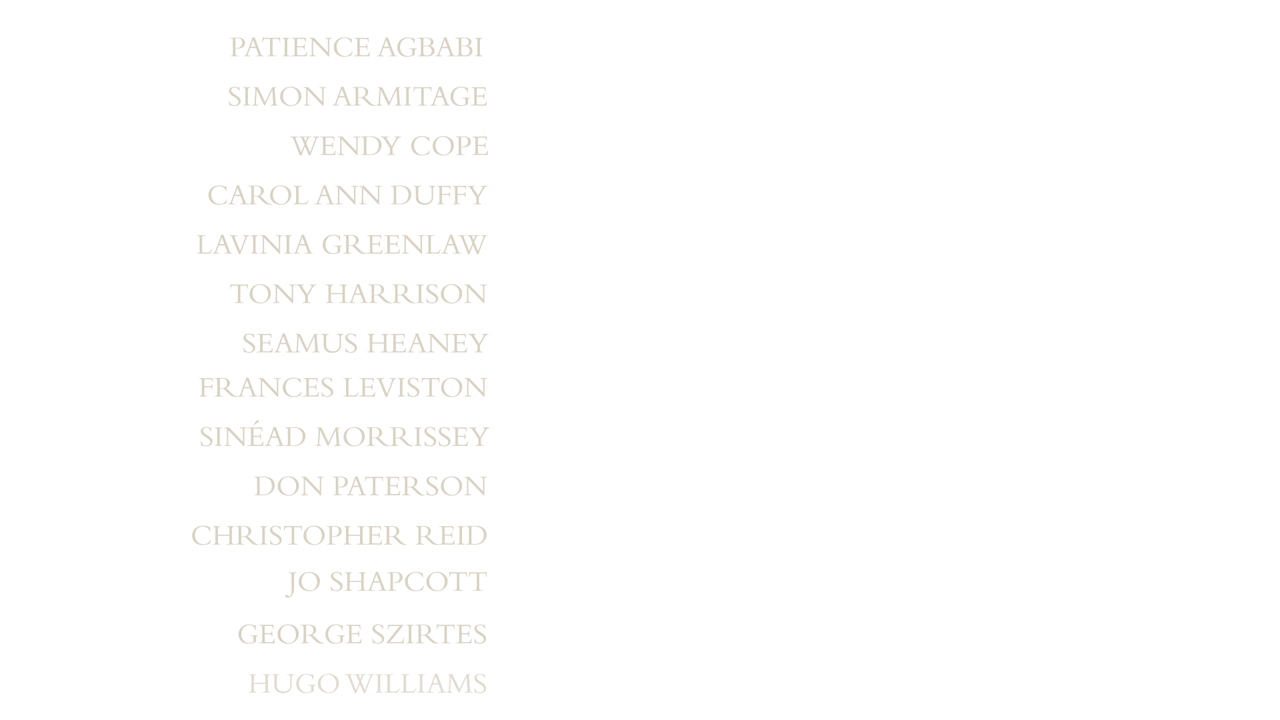 PATIENCE AGBABI
SIMON ARMITAGE
WENDY COPE
CAROL ANN DUFFY
LAVINIA GREENLAW
TONY HARRISON
SEAMUS HEANEY
FRANCES LEVISTON
SINÉAD MORRISSEY
DON PATERSON
CHRISTOPHER REID
JO SHAPCOTT
GEORGE SZIRTES
HUGO WILLIAMS